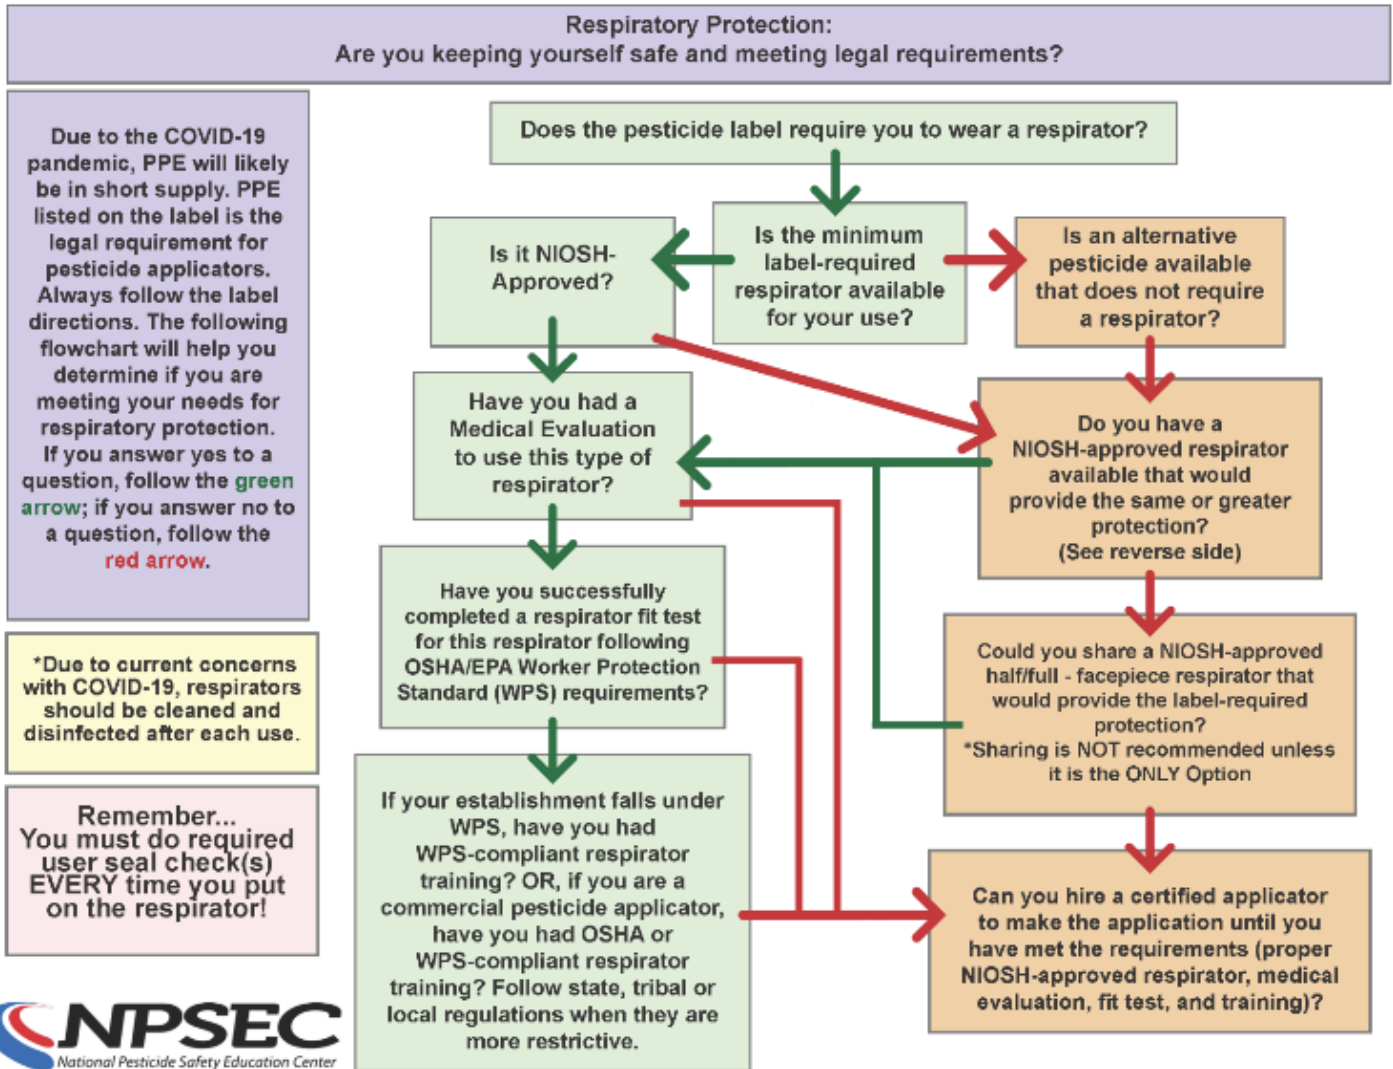 Respiratory Protection:
Are you keeping yourself safe and meeting legal requirements?
Due to the COVID-19
pandemic, PPE will likely
be in short supply. PPE
listed on the label is the
legal requirement for
pesticide applicators.
Always follow the label
directions. The following
flowchart will help you
determine if you are
meeting your needs for
respiratory protection.
If you answer yes to a
question, follow the green
arrow; if you answer no to
a question, follow the
red arrow.
*Due to current concerns
with COVID-19, respirators
should be cleaned and
disinfected after each use.
Remember...
You must do required
user seal check(s)
EVERY time you put
on the respirator!
NPSEC
National Pesticide Safety Education Center
Does the pesticide label require you to wear a respirator?
Is it NIOSH-
Approved?
Is the minimum
label-required
respirator available
for your use?
Is an alternative
pesticide available
that does not require
a respirator?
Have you had a
Medical Evaluation
to use this type of
respirator?
Do you have a
NIOSH-approved respirator
available that would
provide the same or greater
protection?
(See reverse side)
Have you successfully
completed a respirator fit test
for this respirator following
OSHA/EPA Worker Protection
Standard (WPS) requirements?
Could you share a NIOSH-approved
half/full - facepiece respirator that
would provide the label-required
protection?
*Sharing is NOT recommended unless
it is the ONLY Option
If your establishment falls under
WPS, have you had
WPS-compliant respirator
training? OR, if you are a
commercial pesticide applicator,
have you had OSHA or
WPS-compliant respirator
training? Follow state, tribal or
local regulations when they are
more restrictive.
Can you hire a certified applicator
to make the application until you
have met the requirements (proper
NIOSH-approved respirator, medical
evaluation, fit test, and training)?